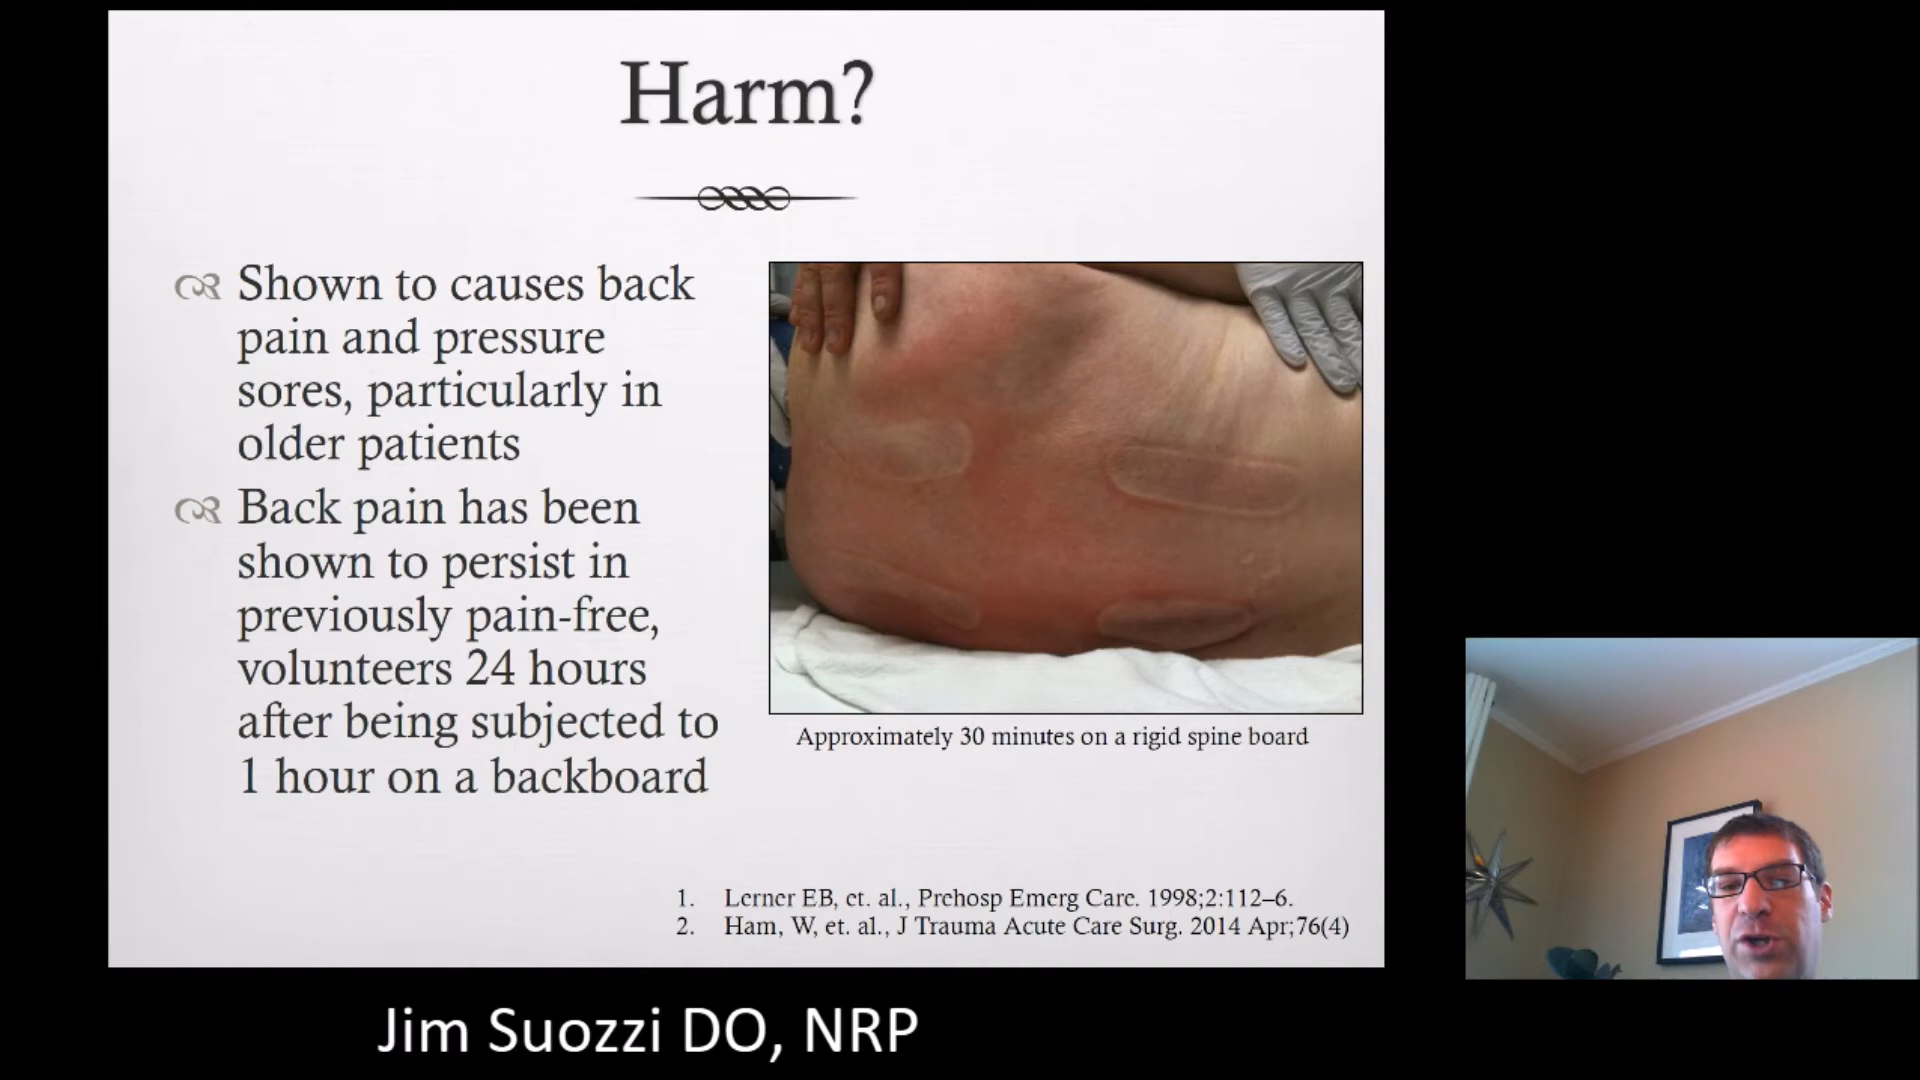 Harm?
Shown to causes back
pain and pressure
sores, particularly in
older patients
Back pain has been
shown to persist in
previously pain-free,
volunteers 24 hours
after being subjected to
1 hour on a backboard
Approximately 30 minutes on a rigid spine board
1. Lerner EB, et. al., Prehosp Emerg Care. 1998;2:112–6.
2. Ham, W, et. al., J Trauma Acute Care Surg. 2014 Apr;76(4)
Jim Suozzi DO, NRP